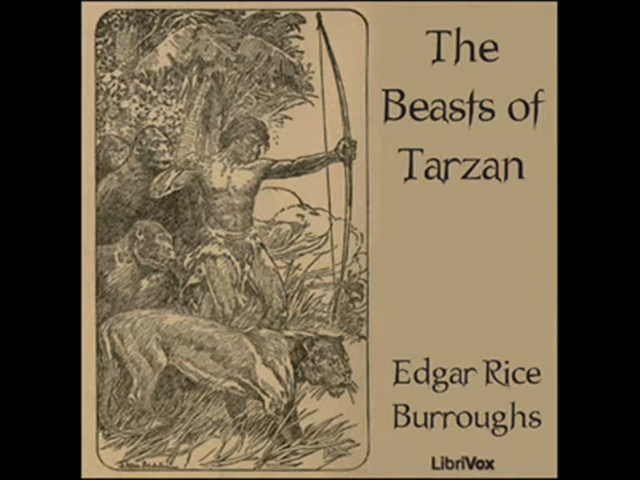 The
Beasts of
Tarzan
Edgar Rice
Burroughs
LibriVox